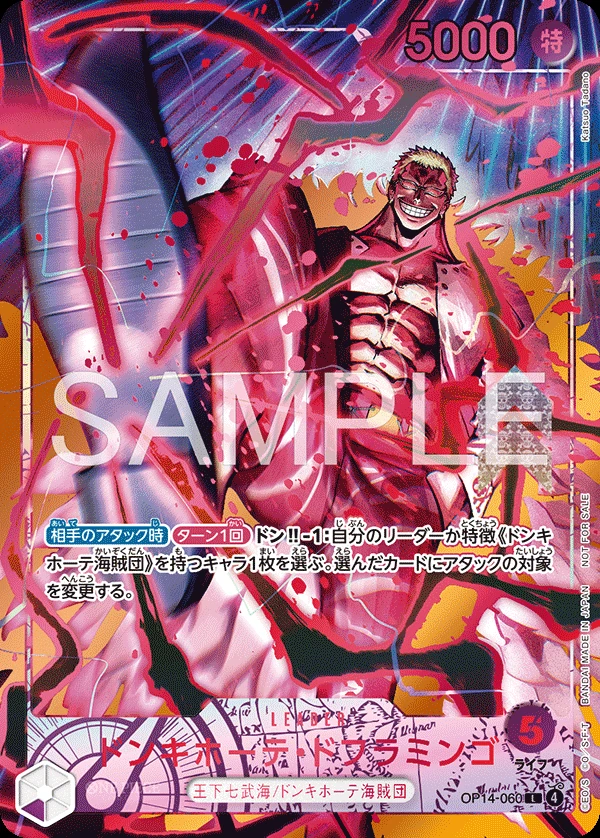 5000 特
Katsuo Tadano
SAMPLE
相手のアタック時 ターン1回 ドン!!-1:自分のリーダーか特徴《ドンキ
ホーテ海賊団》を持つキャラ1枚を選ぶ。選んだカードにアタックの対象
を変更する。
LEADER
ドンキホーテ・ドフラミンゴ
5
ライフ
王下七武海/ドンキホーテ海賊団
OP14-060 L 4
©EO/S ©O/S・F・T BANDAI MADE IN JAPAN NOT FOR SALE